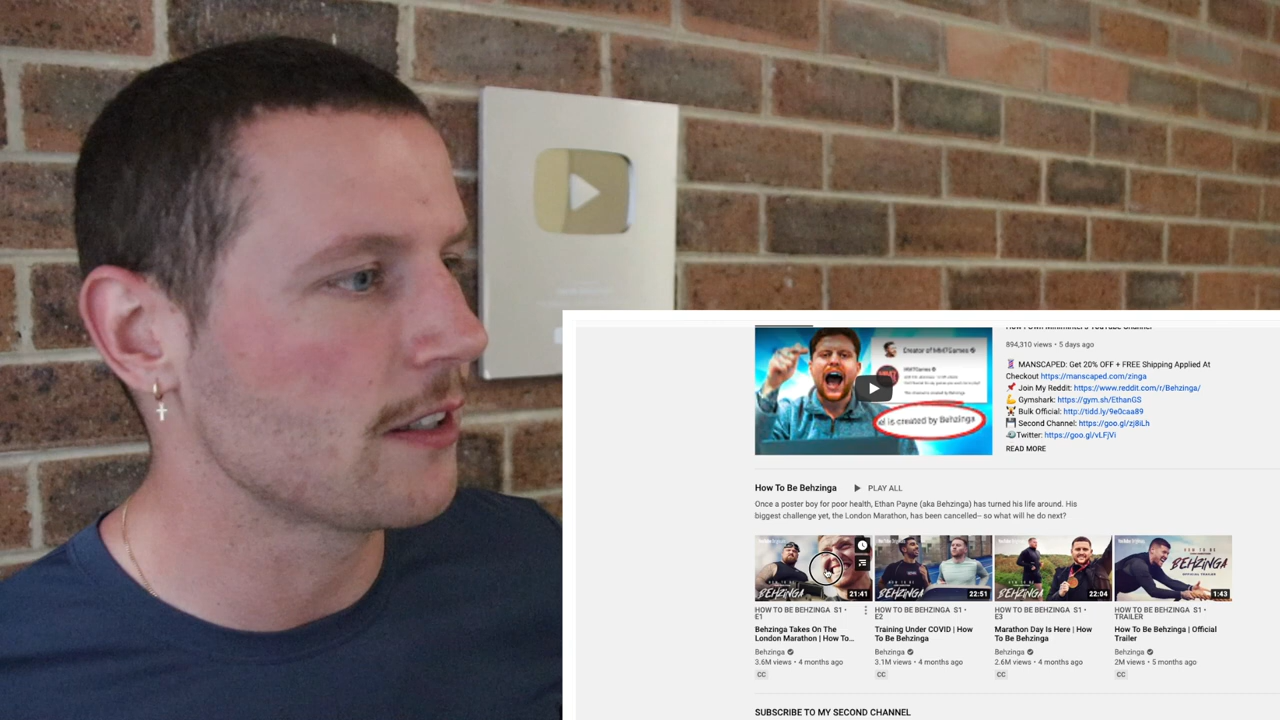 894,310 views • 5 days ago
MANSCAPED: Get 20% OFF + FREE Shipping Applied At
Checkout https://manscaped.com/zinga
Join My Reddit: https://www.reddit.com/r/Behzinga/
Gymshark: https://gym.sh/EthanGS
Bulk Official: http://tidd.ly/9e0caa89
Second Channel: https://goo.gl/zj8iLh
Twitter: https://goo.gl/vLFjVi
READ MORE
Creator of MM7Games
MM7Games
el is created by Behzinga
How To Be Behzinga PLAY ALL
Once a poster boy for poor health, Ethan Payne (aka Behzinga) has turned his life around. His
biggest challenge yet, the London Marathon, has been cancelled-- so what will he do next?
BEHZINGA 21:41
BEHZINGA 22:51
BEHZINGA 22:04
HOW TO BE
BEHZINGA
OFFICIAL TRAILER
1:43
HOW TO BE BEHZINGA S1 •
E1
Behzinga Takes On The
London Marathon | How To...
Behzinga
3.6M views • 4 months ago
CC
HOW TO BE BEHZINGA S1 •
E2
Training Under COVID | How
To Be Behzinga
Behzinga
3.1M views • 4 months ago
CC
HOW TO BE BEHZINGA S1 •
E3
Marathon Day Is Here | How
To Be Behzinga
Behzinga
2.6M views • 4 months ago
CC
HOW TO BE BEHZINGA S1 •
TRAILER
How To Be Behzinga | Official
Trailer
Behzinga
2M views • 5 months ago
CC
SUBSCRIBE TO MY SECOND CHANNEL